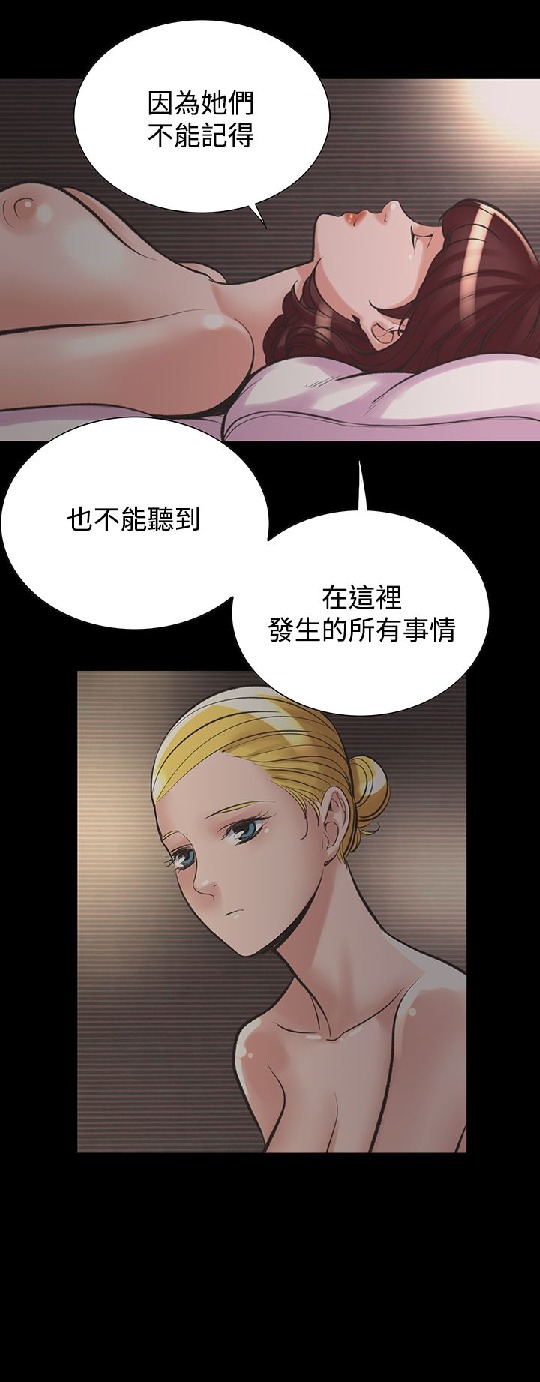 因為她們
不能記得
也不能聽到
在這裡
發生的所有事情